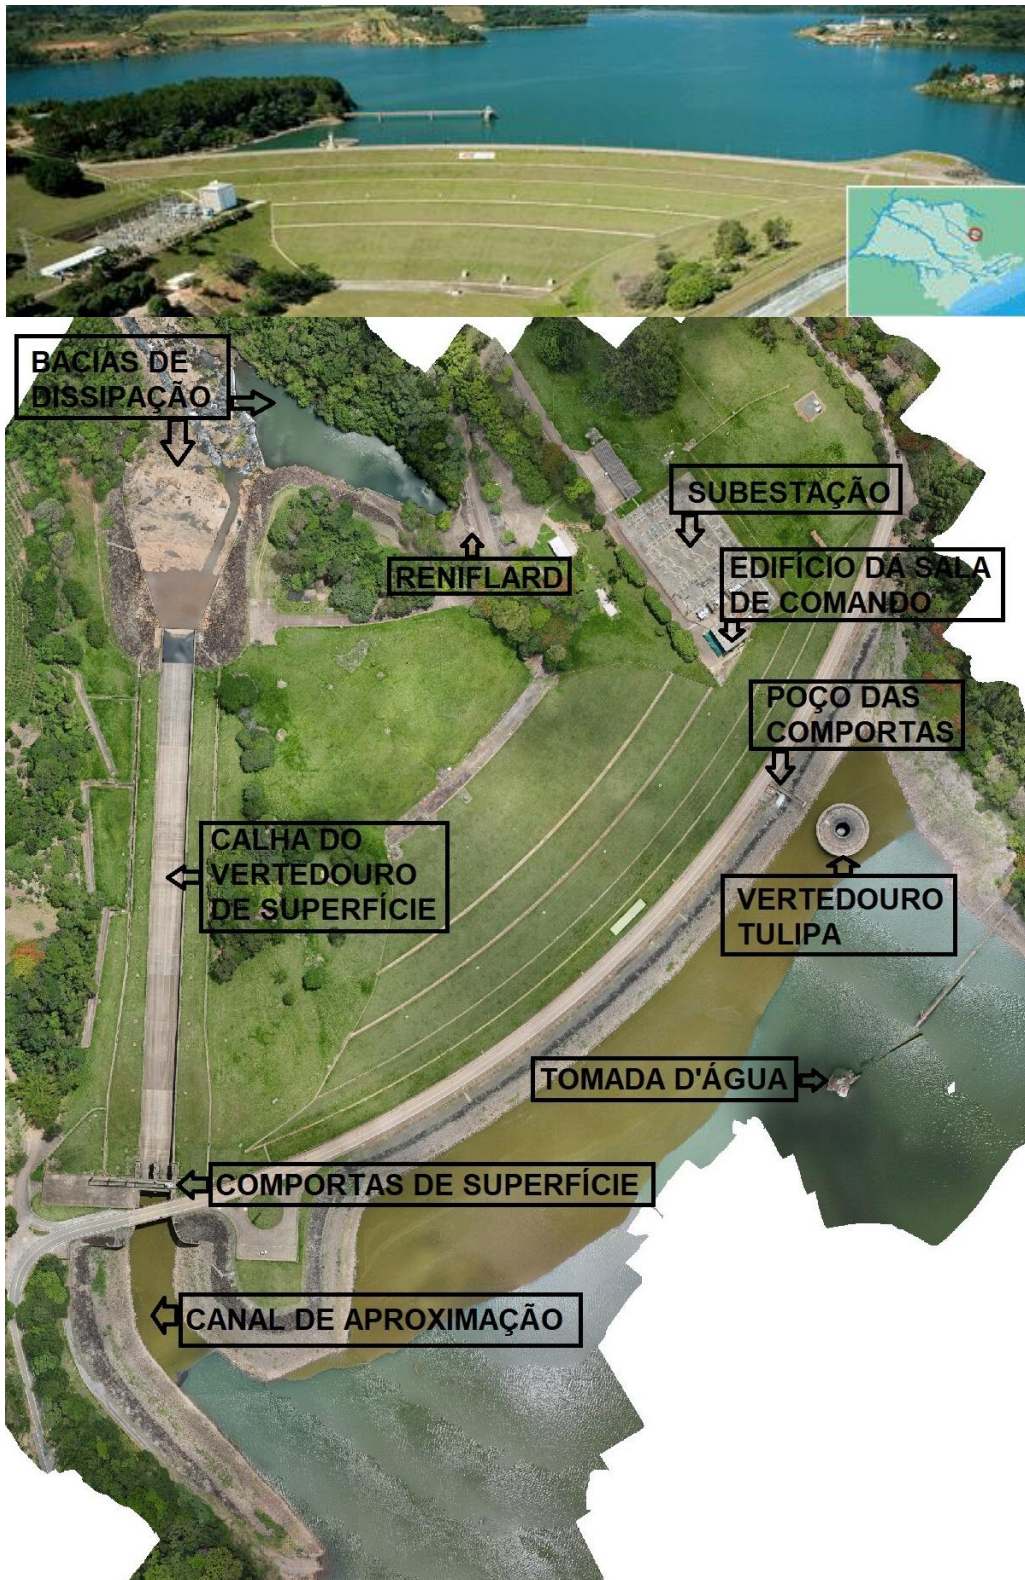 BACIAS DE
DISSIPAÇÃO
SUBESTAÇÃO
RENIFLARD
EDIFÍCIO DA SALA
DE COMANDO
POÇO DAS
COMPORTAS
CALHA DO
VERTEDOURO
DE SUPERFÍCIE
VERTEDOURO
TULIPA
TOMADA D'ÁGUA
COMPORTAS DE SUPERFÍCIE
CANAL DE APROXIMAÇÃO